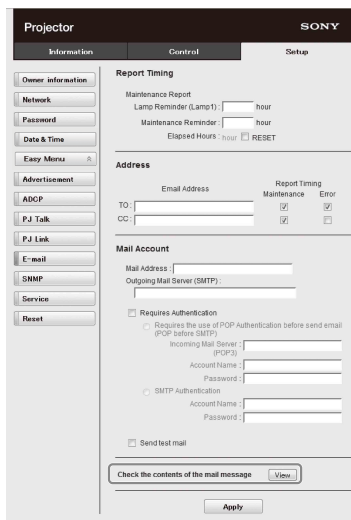 Projector
SONY
Information
Control
Setup
Owner information
Network
Password
Date & Time
Easy Menu
Advertisement
ADCP
PJ Talk
PJ Link
E-mail
SNMP
Service
Reset
Report Timing
Maintenance Report
Lamp Reminder (Lamp1) : hour
Maintenance Reminder : hour
Elapsed Hours : hour RESET
Address
Email Address
Report Timing
Maintenance Error
TO :
CC :
Mail Account
Mail Address :
Outgoing Mail Server (SMTP) :
Requires Authentication
Requires the use of POP Authentication before send email
(POP before SMTP)
Incoming Mail Server :
(POP3)
Account Name :
Password :
SMTP Authentication
Account Name :
Password :
Send test mail
Check the contents of the mail message View
Apply